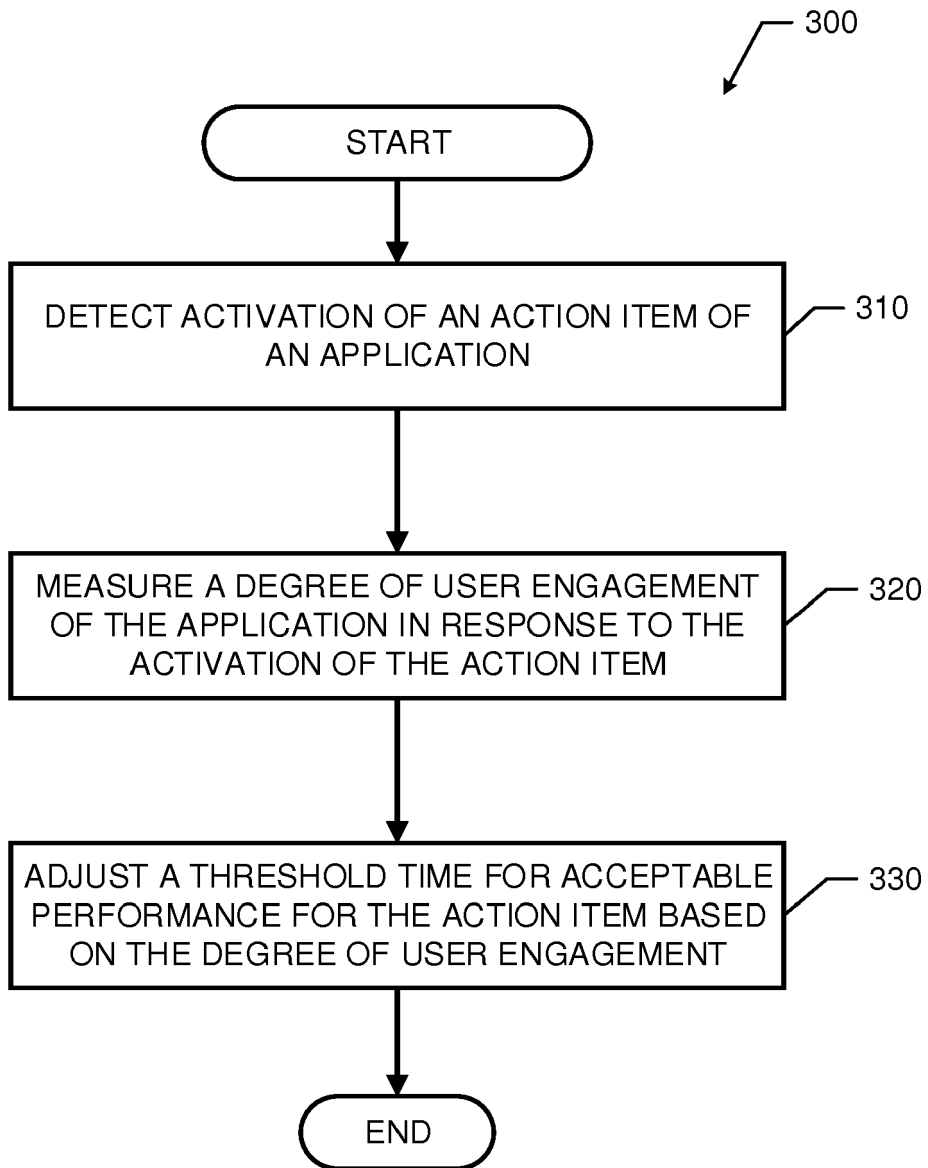 300
START
DETECT ACTIVATION OF AN ACTION ITEM OF
AN APPLICATION
310
MEASURE A DEGREE OF USER ENGAGEMENT
OF THE APPLICATION IN RESPONSE TO THE
ACTIVATION OF THE ACTION ITEM
320
ADJUST A THRESHOLD TIME FOR ACCEPTABLE
PERFORMANCE FOR THE ACTION ITEM BASED
ON THE DEGREE OF USER ENGAGEMENT
330
END